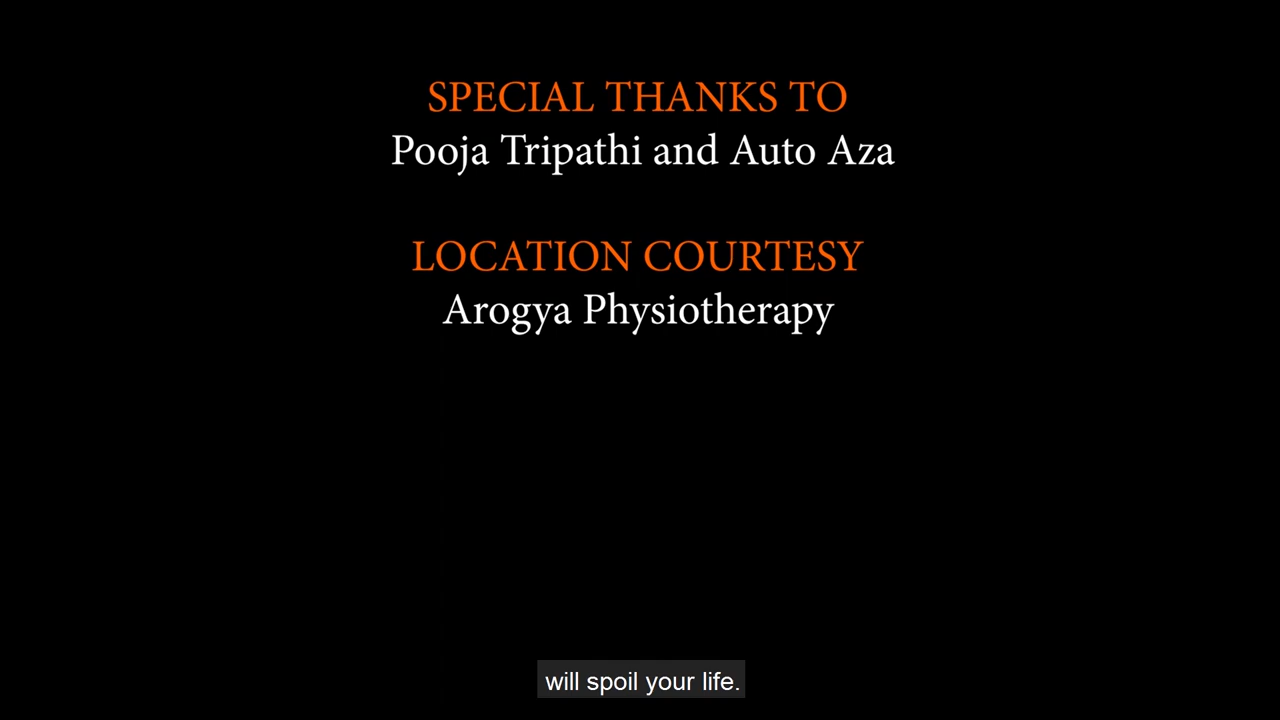 SPECIAL THANKS TO
Pooja Tripathi and Auto Aza
LOCATION COURTESY
Arogya Physiotherapy
will spoil your life.